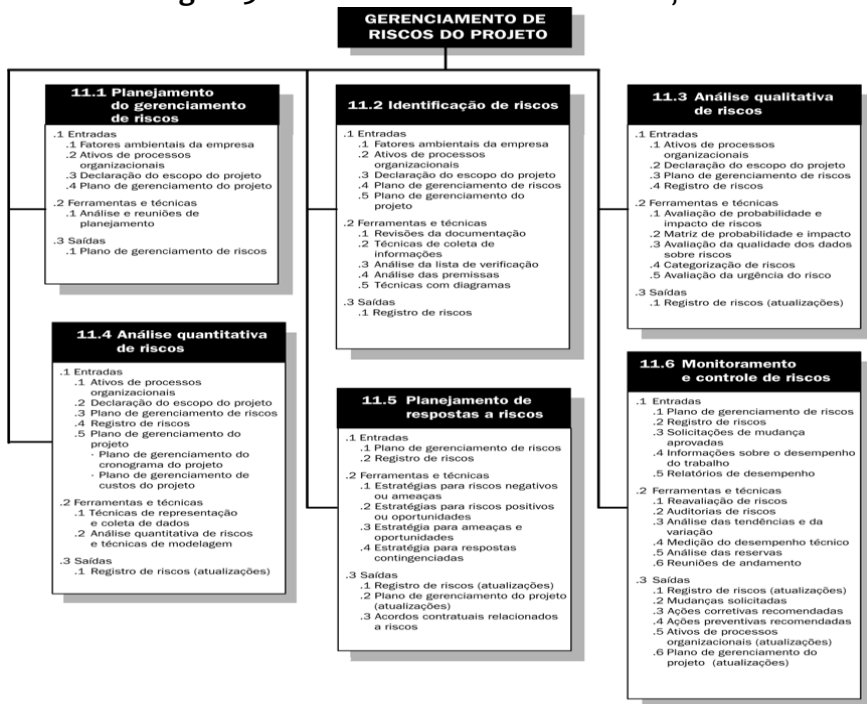 GERENCIAMENTO DE
RISCOS DO PROJETO
11.1 Planejamento
do gerenciamento
de riscos
.1 Entradas
.1 Fatores ambientais da empresa
.2 Ativos de processos
organizacionais
.3 Declaração do escopo do projeto
.4 Plano de gerenciamento do projeto
.2 Ferramentas e técnicas
.1 Análise e reuniões de
planejamento
.3 Saídas
.1 Plano de gerenciamento de riscos
11.2 Identificação de riscos
.1 Entradas
.1 Fatores ambientais da empresa
.2 Ativos de processos
organizacionais
.3 Declaração do escopo do projeto
.4 Plano de gerenciamento de riscos
.5 Plano de gerenciamento do
projeto
.2 Ferramentas e técnicas
.1 Revisões da documentação
.2 Técnicas de coleta de
informações
.3 Análise da lista de verificação
.4 Análise das premissas
.5 Técnicas com diagramas
.3 Saídas
.1 Registro de riscos
11.3 Análise qualitativa
de riscos
.1 Entradas
.1 Ativos de processos
organizacionais
.2 Declaração do escopo do projeto
.3 Plano de gerenciamento de riscos
.4 Registro de riscos
.2 Ferramentas e técnicas
.1 Avaliação de probabilidade e
impacto de riscos
.2 Matriz de probabilidade e impacto
.3 Avaliação da qualidade dos dados
sobre riscos
.4 Categorização de riscos
.5 Avaliação da urgência do risco
.3 Saídas
.1 Registro de riscos (atualizações)
11.4 Análise quantitativa
de riscos
.1 Entradas
.1 Ativos de processos
organizacionais
.2 Declaração do escopo do projeto
.3 Plano de gerenciamento de riscos
.4 Registro de riscos
.5 Plano de gerenciamento do
projeto
· Plano de gerenciamento do
cronograma do projeto
· Plano de gerenciamento de
custos do projeto
.2 Ferramentas e técnicas
.1 Técnicas de representação
e coleta de dados
.2 Análise quantitativa de riscos
e técnicas de modelagem
.3 Saídas
.1 Registro de riscos (atualizações)
11.5 Planejamento de
respostas a riscos
.1 Entradas
.1 Plano de gerenciamento de riscos
.2 Registro de riscos
.2 Ferramentas e técnicas
.1 Estratégias para riscos negativos
ou ameaças
.2 Estratégias para riscos positivos
ou oportunidades
.3 Estratégia para ameaças e
oportunidades
.4 Estratégia para respostas
contingenciadas
.3 Saídas
.1 Registro de riscos (atualizações)
.2 Plano de gerenciamento do projeto
(atualizações)
.3 Acordos contratuais relacionados
a riscos
11.6 Monitoramento
e controle de riscos
.1 Entradas
.1 Plano de gerenciamento de riscos
.2 Registro de riscos
.3 Solicitações de mudança
aprovadas
.4 Informações sobre o desempenho
do trabalho
.5 Relatórios de desempenho
.2 Ferramentas e técnicas
.1 Reavaliação de riscos
.2 Auditorias de riscos
.3 Análise das tendências e da
variação
.4 Medição do desempenho técnico
.5 Análise das reservas
.6 Reuniões de andamento
.3 Saídas
.1 Registro de riscos (atualizações)
.2 Mudanças solicitadas
.3 Ações corretivas recomendadas
.4 Ações preventivas recomendadas
.5 Ativos de processos
organizacionais (atualizações)
.6 Plano de gerenciamento do
projeto (atualizações)